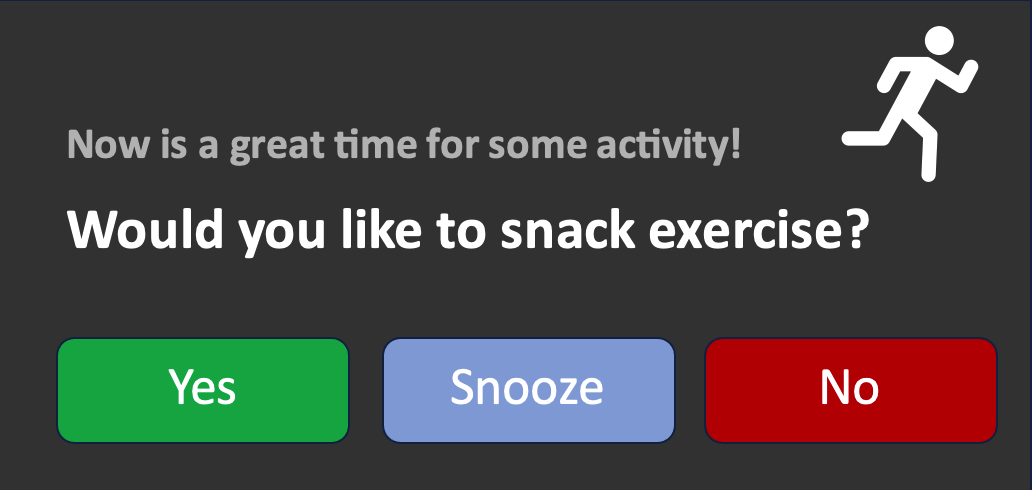 Now is a great time for some activity!
Would you like to snack exercise?
Yes
Snooze
No